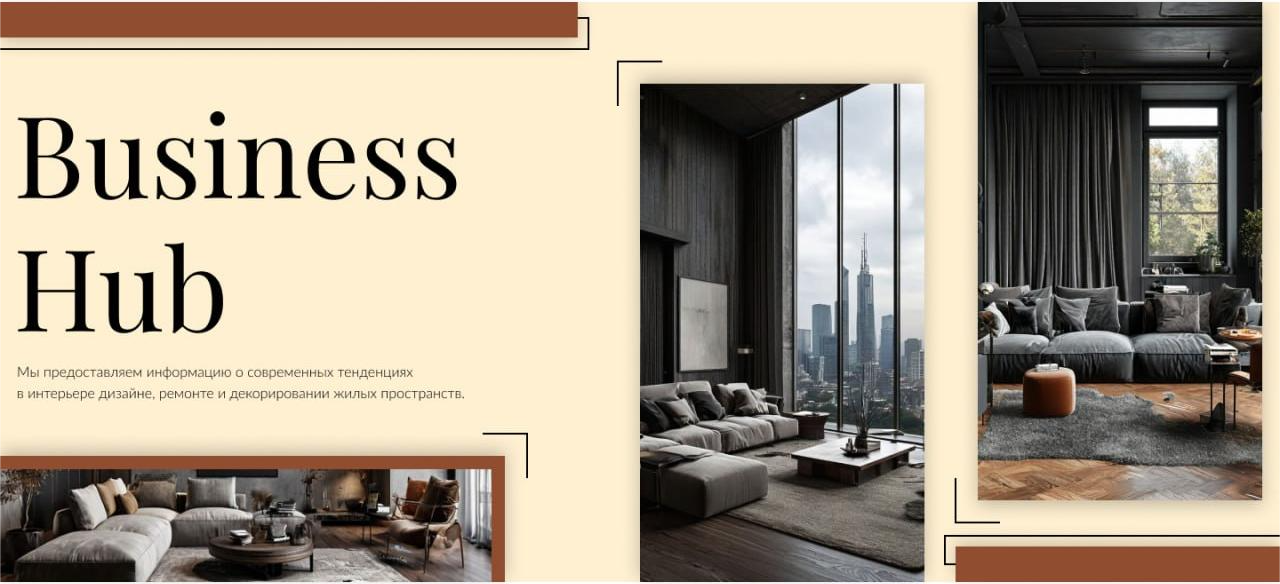 Business
Hub
Мы предоставляем информацию о современных тенденциях
в интерьере дизайне, ремонте и декорировании жилых пространств.